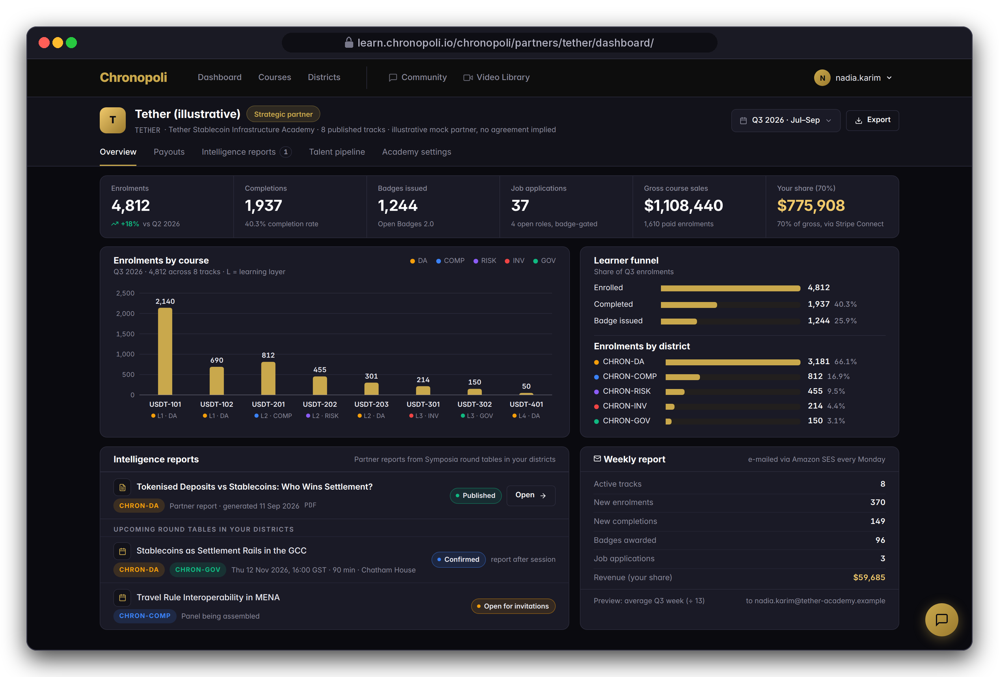 learn.chronopoli.io/chronopoli/partners/tether/dashboard/
Chronopoli Dashboard Courses Districts Community Video Library N nadia.karim
T Tether (illustrative) Strategic partner
TETHER · Tether Stablecoin Infrastructure Academy · 8 published tracks · illustrative mock partner, no agreement implied
Q3 2026 · Jul–Sep Export
Overview Payouts Intelligence reports 1 Talent pipeline Academy settings
Enrolments Completions Badges issued Job applications Gross course sales Your share (70%)
4,812 1,937 1,244 37 $1,108,440 $775,908
+18% vs Q2 2026 40.3% completion rate Open Badges 2.0 4 open roles, badge-gated 1,610 paid enrolments 70% of gross, via Stripe Connect
Enrolments by course DA COMP RISK INV GOV
Q3 2026 · 4,812 across 8 tracks · L = learning layer
2,500
2,000
1,500
1,000
500
0
2,140 690 812 455 301 214 150 50
USDT-101 USDT-102 USDT-201 USDT-202 USDT-203 USDT-301 USDT-302 USDT-401
L1 · DA L1 · DA L2 · COMP L2 · RISK L2 · DA L3 · INV L3 · GOV L4 · DA
Learner funnel
Share of Q3 enrolments
Enrolled 4,812
Completed 1,937 40.3%
Badge issued 1,244 25.9%
Enrolments by district
CHRON-DA 3,181 66.1%
CHRON-COMP 812 16.9%
CHRON-RISK 455 9.5%
CHRON-INV 214 4.4%
CHRON-GOV 150 3.1%
Intelligence reports Partner reports from Symposia round tables in your districts
Tokenised Deposits vs Stablecoins: Who Wins Settlement?
CHRON-DA Partner report · generated 11 Sep 2026 PDF
Published Open →
UPCOMING ROUND TABLES IN YOUR DISTRICTS
Stablecoins as Settlement Rails in the GCC
CHRON-DA CHRON-GOV Thu 12 Nov 2026, 16:00 GST · 90 min · Chatham House
Confirmed report after session
Travel Rule Interoperability in MENA
CHRON-COMP Panel being assembled
Open for invitations
Weekly report e-mailed via Amazon SES every Monday
Active tracks 8
New enrolments 370
New completions 149
Badges awarded 96
Job applications 3
Revenue (your share) $59,685
Preview: average Q3 week (÷ 13) to nadia.karim@tether-academy.example